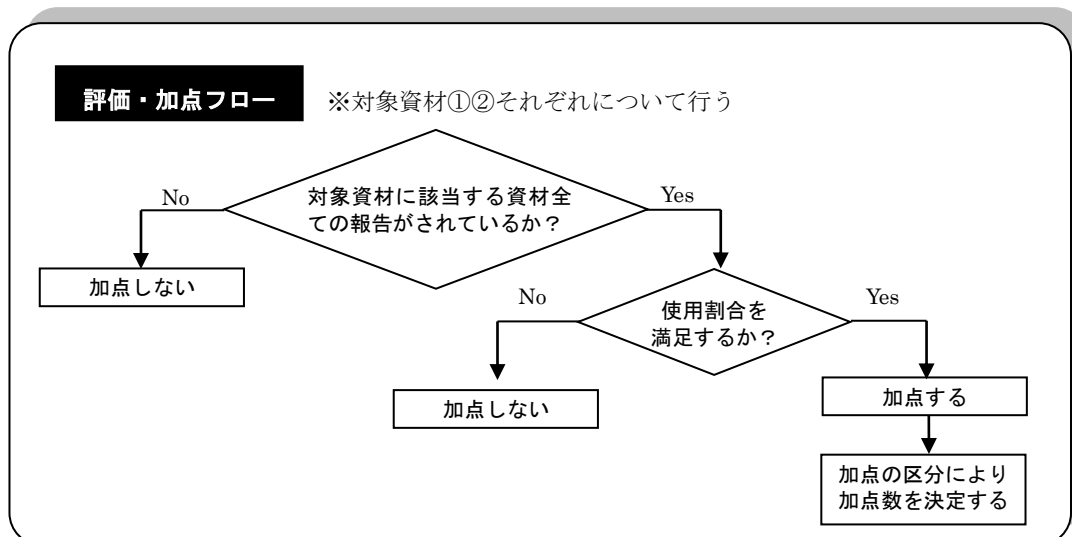 評価・加点フロー
※対象資材①②それぞれについて行う
対象資材に該当する資材全
ての報告がされているか？
No
Yes
加点しない
使用割合を
満足するか？
No
Yes
加点しない
加点する
加点の区分により
加点数を決定する